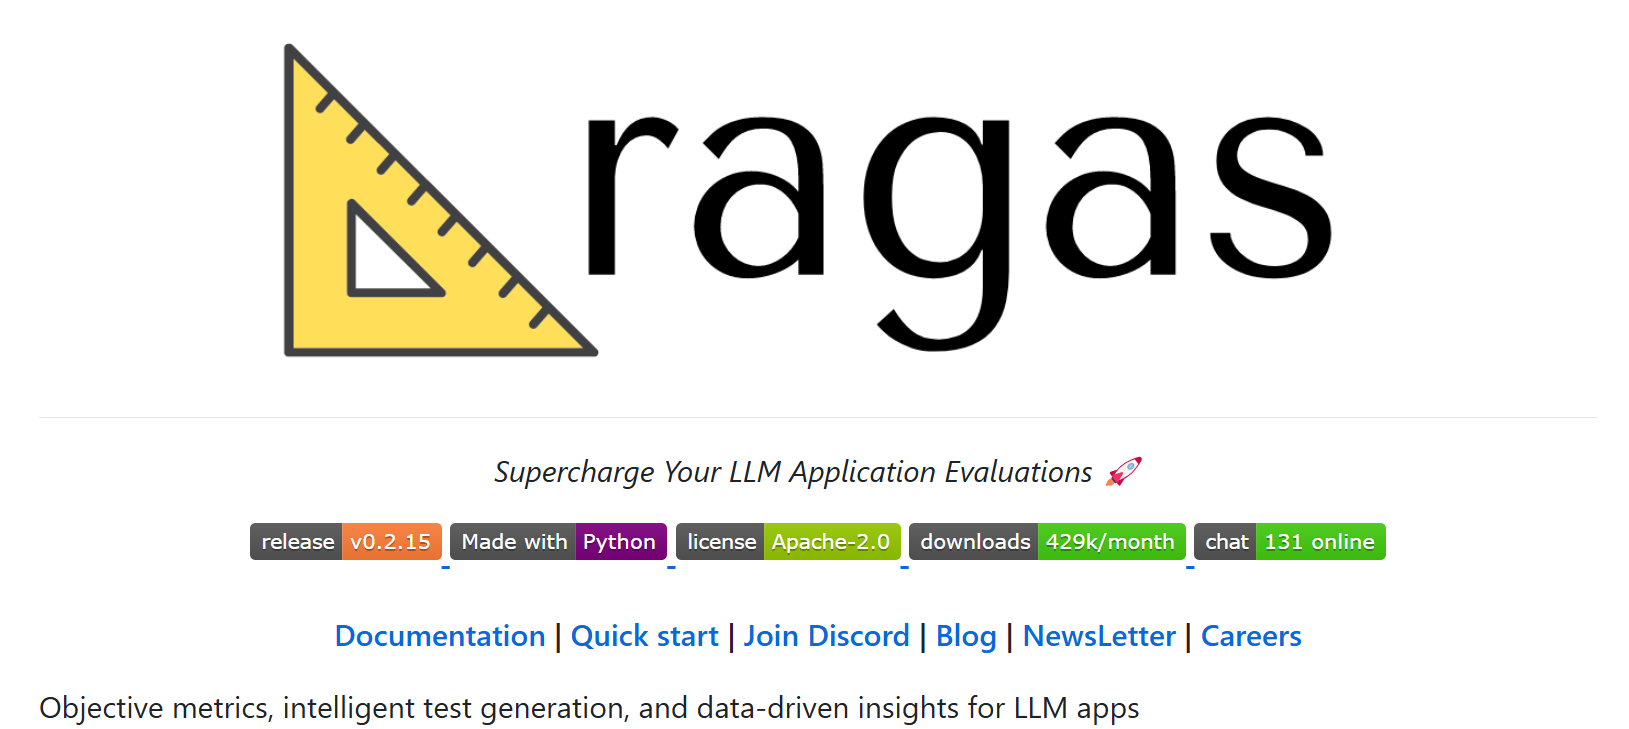 ragas
Supercharge Your LLM Application Evaluations 🚀
release v0.2.15 Made with Python license Apache-2.0 downloads 429k/month chat 131 online
Documentation | Quick start | Join Discord | Blog | NewsLetter | Careers
Objective metrics, intelligent test generation, and data-driven insights for LLM apps